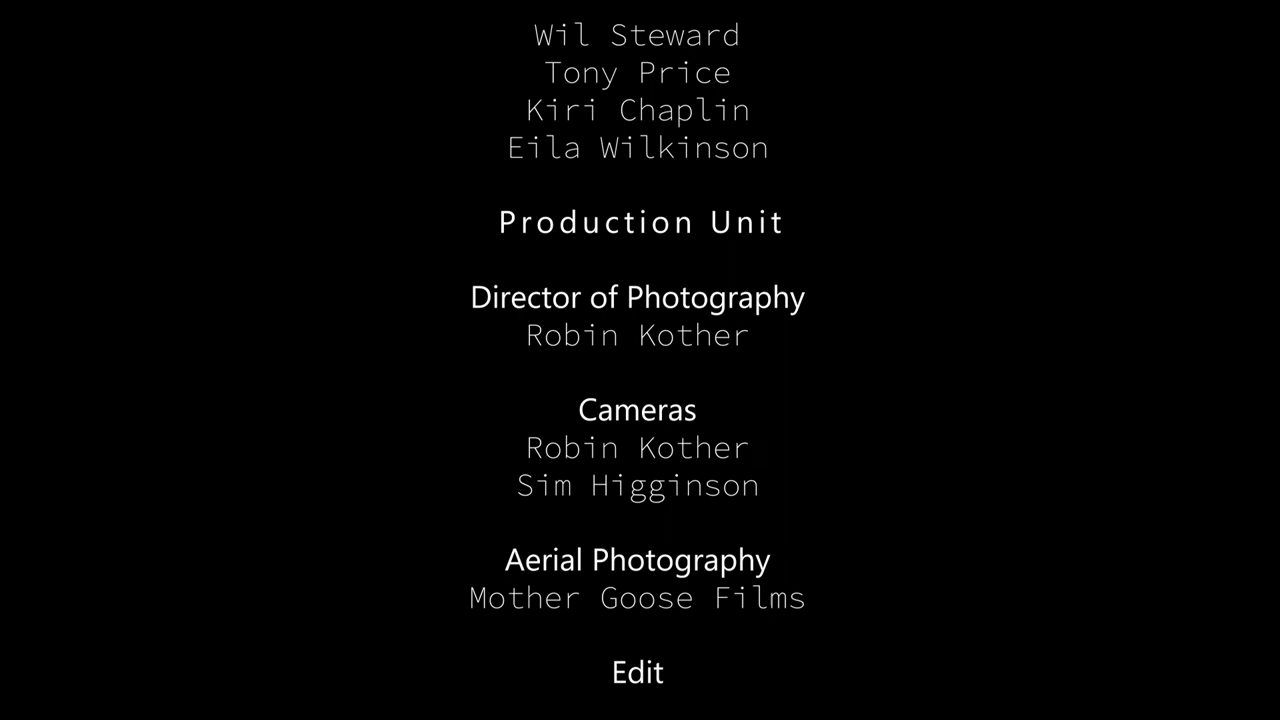 Wil Steward
Tony Price
Kiri Chaplin
Eila Wilkinson
Production Unit
Director of Photography
Robin Kother
Cameras
Robin Kother
Sim Higginson
Aerial Photography
Mother Goose Films
Edit